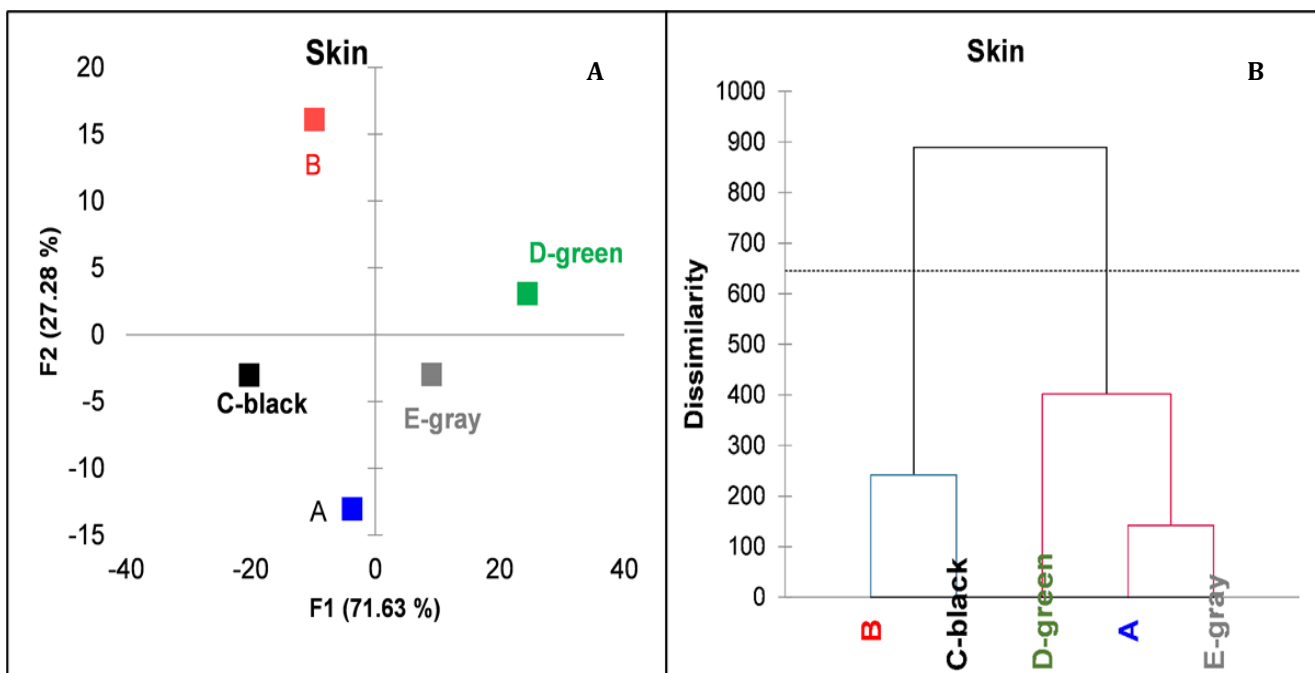 Skin
A
20
15
10
5
0
-5
-10
-15
F2 (27.28 %)
B
D-green
C-black
E-gray
A
-40
-20
0
20
40
F1 (71.63 %)
Skin
B
1000
900
800
700
600
500
400
300
200
100
0
Dissimilarity
B
C-black
D-green
A
E-gray